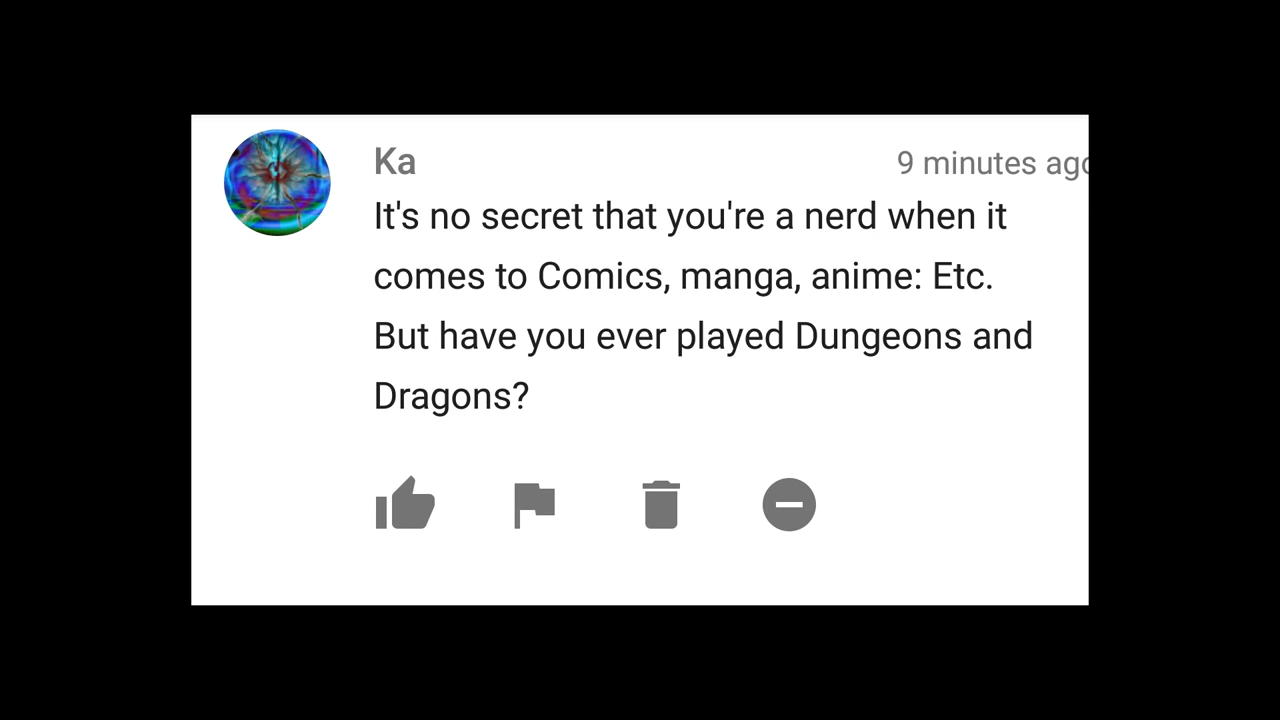 Ka
9 minutes ago
It's no secret that you're a nerd when it
comes to Comics, manga, anime: Etc.
But have you ever played Dungeons and
Dragons?